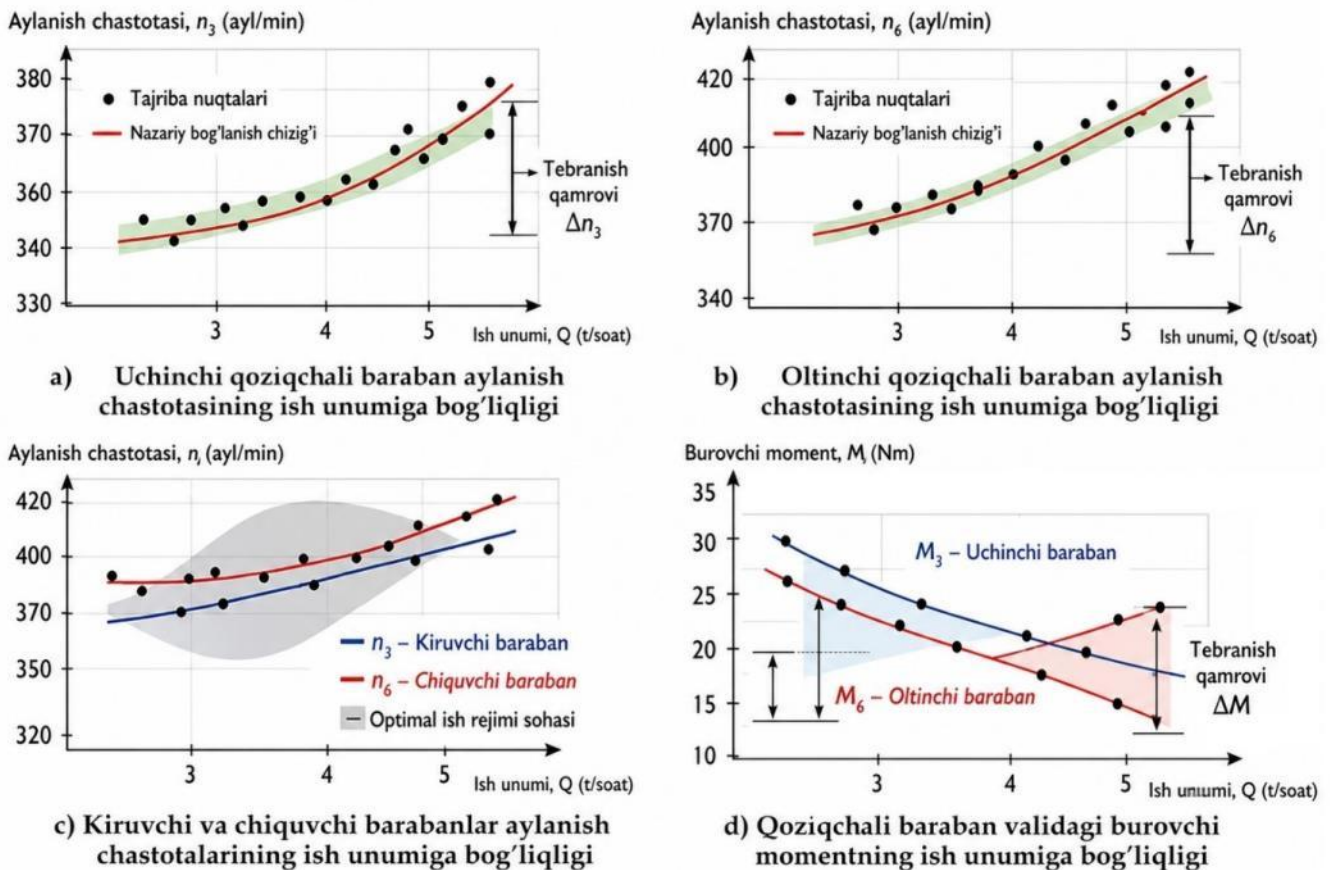 Aylanish chastotasi, n₃ (ayl/min)
380
370
360
340
330
Tajriba nuqtalari
Nazariy bog'lanish chizig'i
Tebranish
qamrovi
Δn₃
3
4
5
Ish unumi, Q (t/soat)
a) Uchinchi qoziqchali baraban aylanish
chastotasining ish unumiga bog'liqligi
Aylanish chastotasi, n₆ (ayl/min)
420
400
370
340
Tajriba nuqtalari
Nazariy bog'lanish chizig'i
Tebranish
qamrovi
Δn₆
3
4
5
Ish unumi, Q (t/soat)
b) Oltinchi qoziqchali baraban aylanish
chastotasining ish unumiga bog'liqligi
Aylanish chastotasi, nᵢ (ayl/min)
420
400
370
350
320
n₃ – Kiruvchi baraban
n₆ – Chiquvchi baraban
Optimal ish rejimi sohasi
3
4
5
Ish unumi, Q (t/soat)
c) Kiruvchi va chiquvchi barabanlar aylanish
chastotalarining ish unumiga bog'liqligi
Burovchi moment, Mᵢ (Nm)
35
30
25
20
15
10
M₃ – Uchinchi baraban
M₆ – Oltinchi baraban
Tebranish
qamrovi
ΔM
3
4
5
Ish unumi, Q (t/soat)
d) Qoziqchali baraban validagi burovchi
momentning ish unumiga bog'liqligi